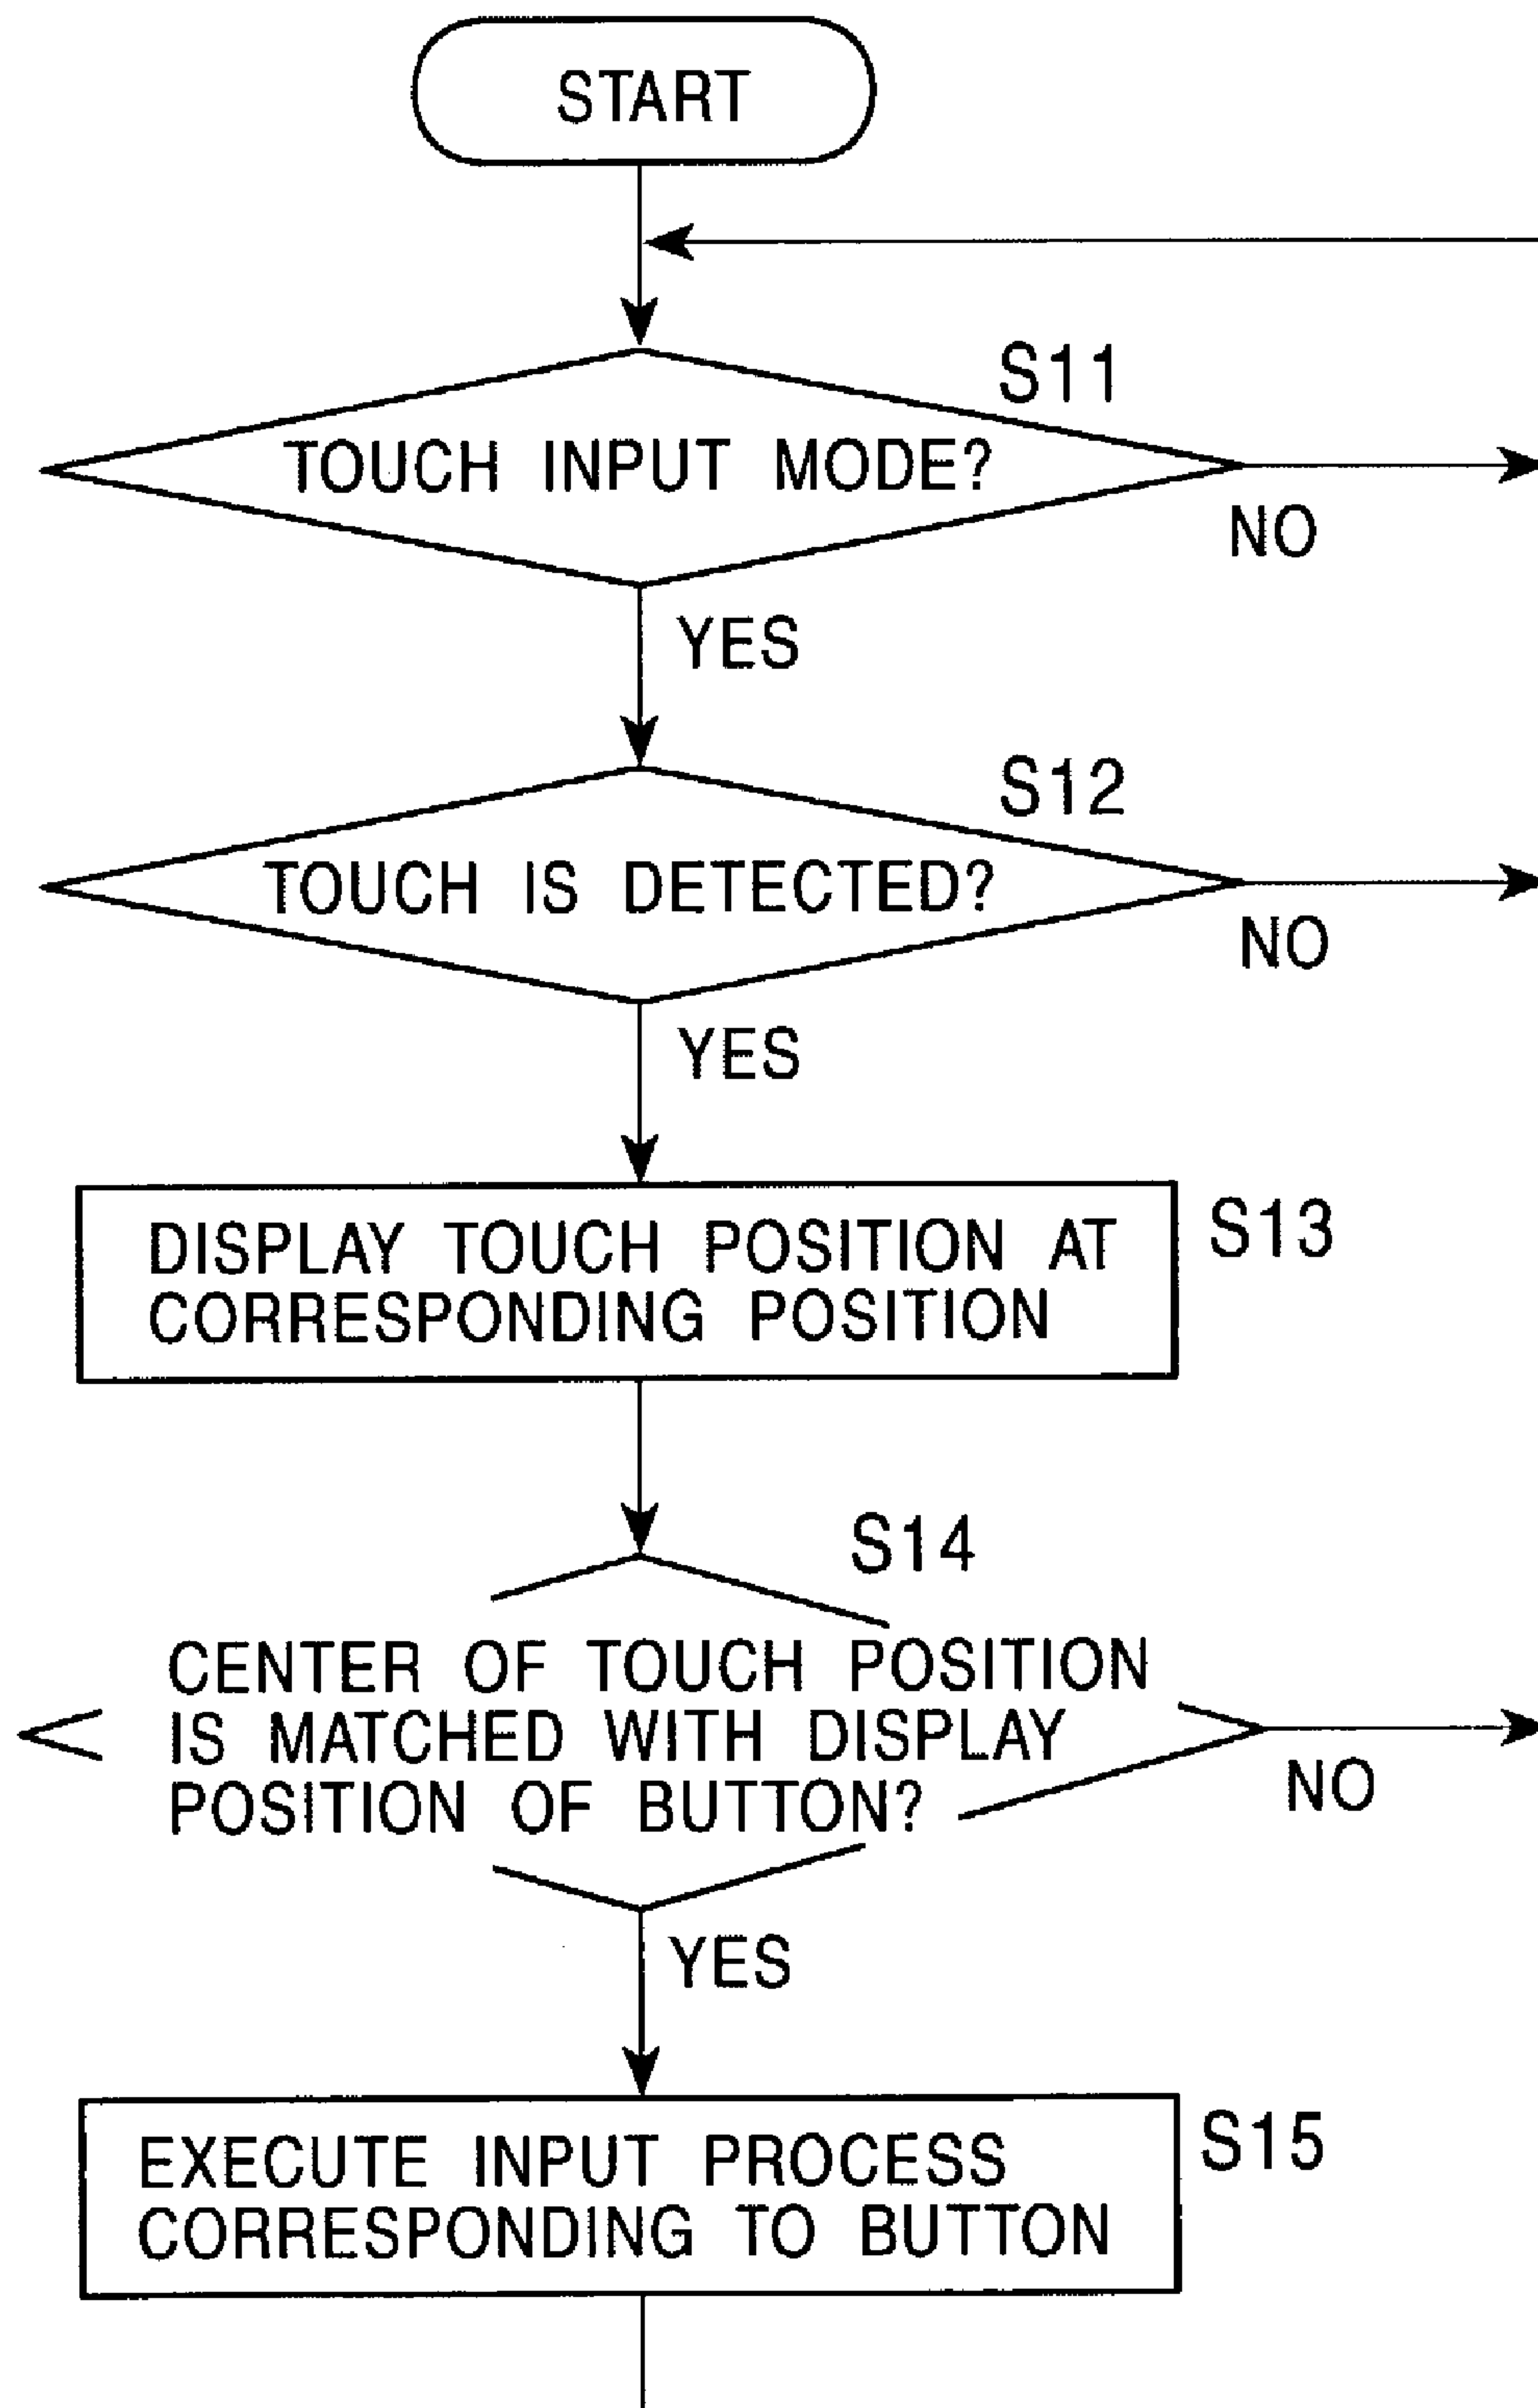 START
S11
TOUCH INPUT MODE?
NO
YES
S12
TOUCH IS DETECTED?
NO
YES
DISPLAY TOUCH POSITION AT
S13
CORRESPONDING POSITION
S14
CENTER OF TOUCH POSITION
IS MATCHED WITH DISPLAY
POSITION OF BUTTON?
NO
YES
EXECUTE INPUT PROCESS
S15
CORRESPONDING TO BUTTON